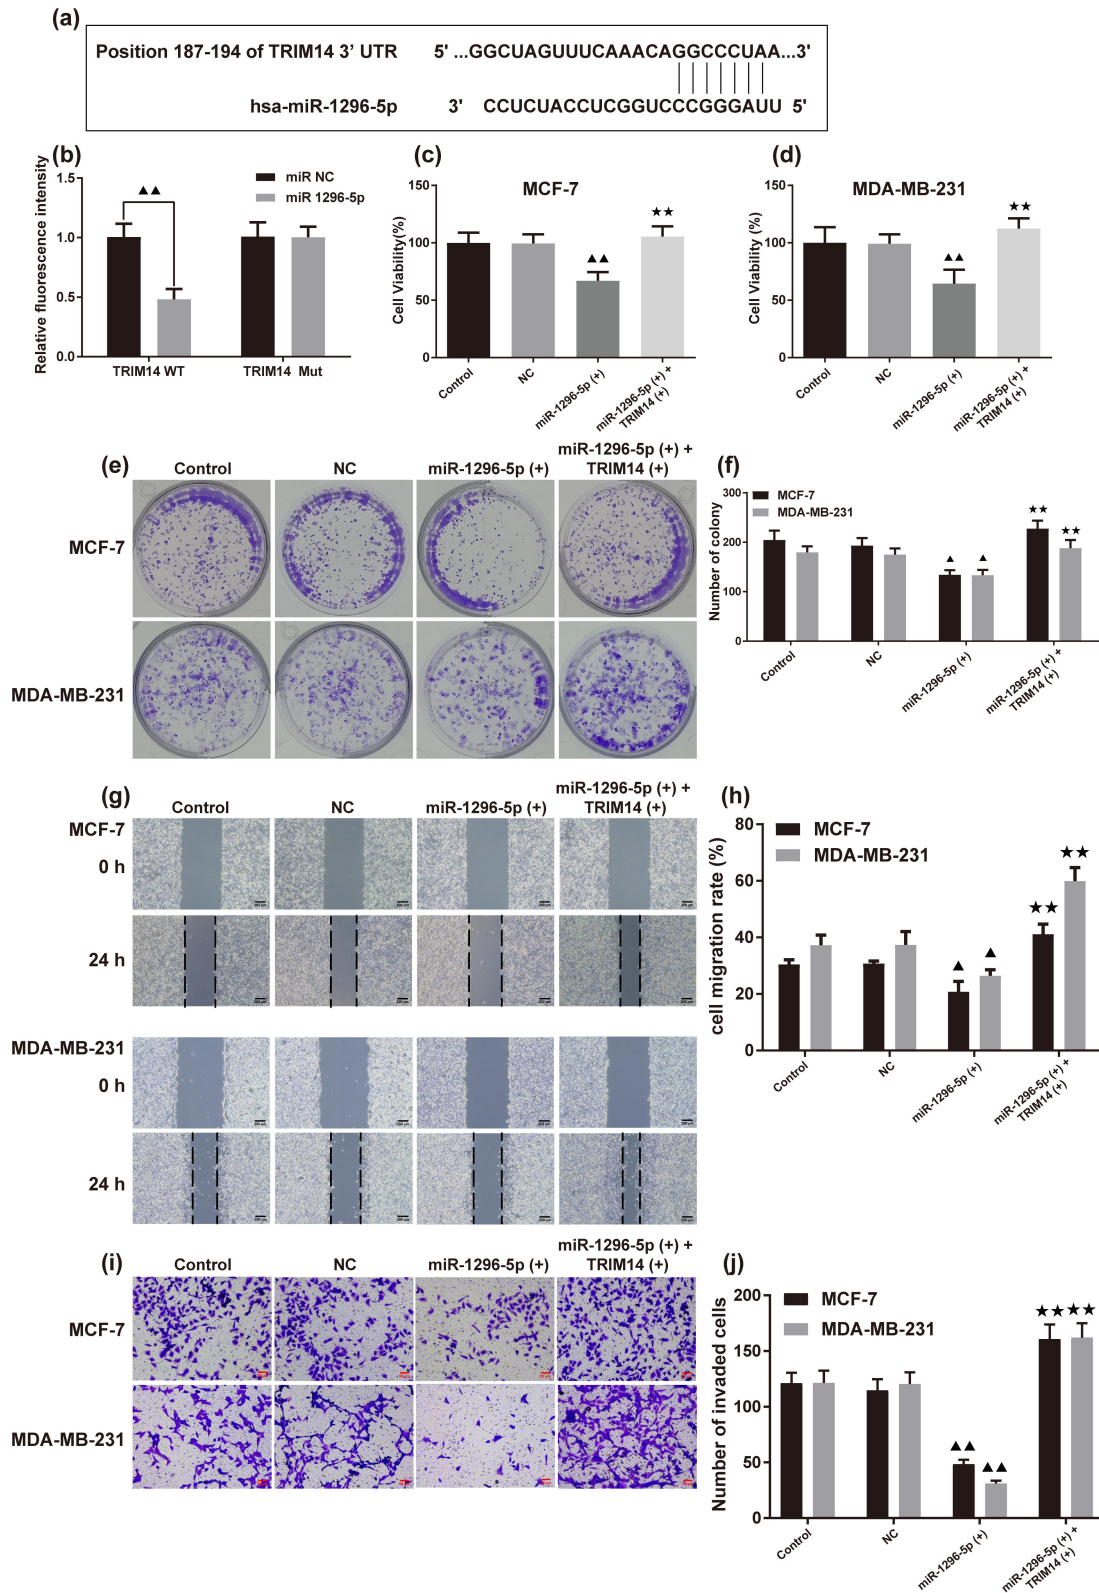 (a)
Position 187-194 of TRIM14 3' UTR 5' ...GGCUAGUUUCAAACAGGCCCUAA...3'
hsa-miR-1296-5p 3' CCUCUACCUCGGUCCCGGGAUU 5'
(b)
Relative fluorescence intensity
1.5
1.0
0.5
0.0
miR NC
miR 1296-5p
▲▲
TRIM14 WT
TRIM14 Mut
(c)
MCF-7
Cell Viability(%)
150
100
50
0
▲▲
★★
Control
NC
miR-1296-5p (+)
miR-1296-5p (+) +
TRIM14 (+)
(d)
MDA-MB-231
Cell Viability (%)
150
100
50
0
▲▲
★★
Control
NC
miR-1296-5p (+)
miR-1296-5p (+) +
TRIM14 (+)
(e)
Control
NC
miR-1296-5p (+)
miR-1296-5p (+) +
TRIM14 (+)
MCF-7
MDA-MB-231
(f)
Number of colony
300
200
100
0
MCF-7
MDA-MB-231
▲
▲
★★
★★
Control
NC
miR-1296-5p (+)
miR-1296-5p (+) +
TRIM14 (+)
(g)
Control
NC
miR-1296-5p (+)
miR-1296-5p (+) +
TRIM14 (+)
MCF-7
0 h
24 h
MDA-MB-231
0 h
24 h
(h)
cell migration rate (%)
80
60
40
20
0
MCF-7
MDA-MB-231
▲
▲
★★
★★
Control
NC
miR-1296-5p (+)
miR-1296-5p (+) +
TRIM14 (+)
(i)
Control
NC
miR-1296-5p (+)
miR-1296-5p (+) +
TRIM14 (+)
MCF-7
MDA-MB-231
(j)
Number of invaded cells
200
150
100
50
0
MCF-7
MDA-MB-231
▲▲
▲▲
★★
★★
Control
NC
miR-1296-5p (+)
miR-1296-5p (+) +
TRIM14 (+)